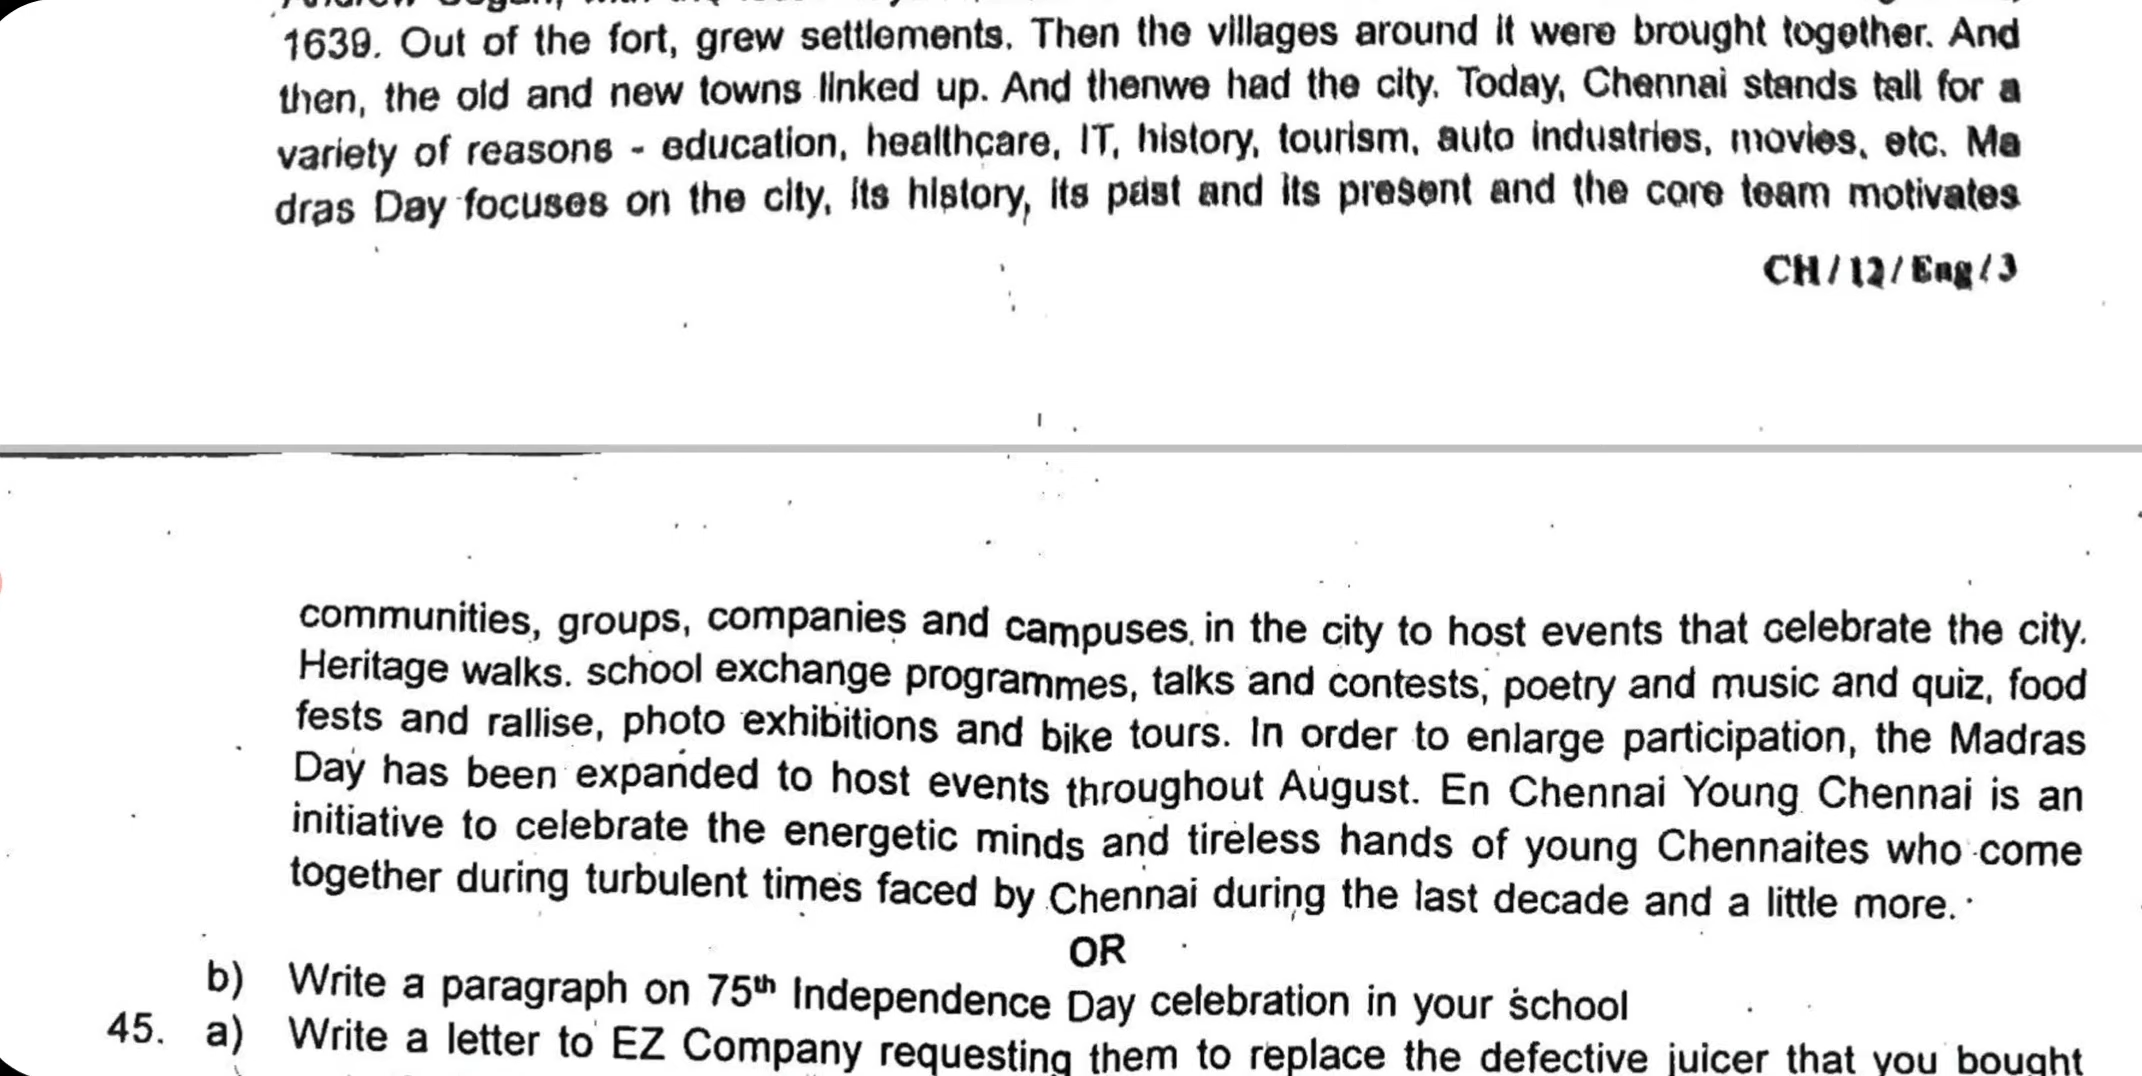 1639. Out of the fort, grew settlements. Then the villages around it were brought together. And
then, the old and new towns linked up. And thenwe had the city. Today, Chennai stands tall for a
variety of reasons - education, healthcare, IT, history, tourism, auto industries, movies, etc. Ma
dras Day focuses on the city, its history, its past and its present and the core team motivates
CH / 12 / Eng / 3
communities, groups, companies and campuses in the city to host events that celebrate the city.
Heritage walks. school exchange programmes, talks and contests, poetry and music and quiz, food
fests and rallise, photo exhibitions and bike tours. In order to enlarge participation, the Madras
Day has been expanded to host events throughout August. En Chennai Young Chennai is an
initiative to celebrate the energetic minds and tireless hands of young Chennaites who come
together during turbulent times faced by Chennai during the last decade and a little more.
OR
b) Write a paragraph on 75th Independence Day celebration in your school
45. a) Write a letter to EZ Company requesting them to replace the defective juicer that you bought